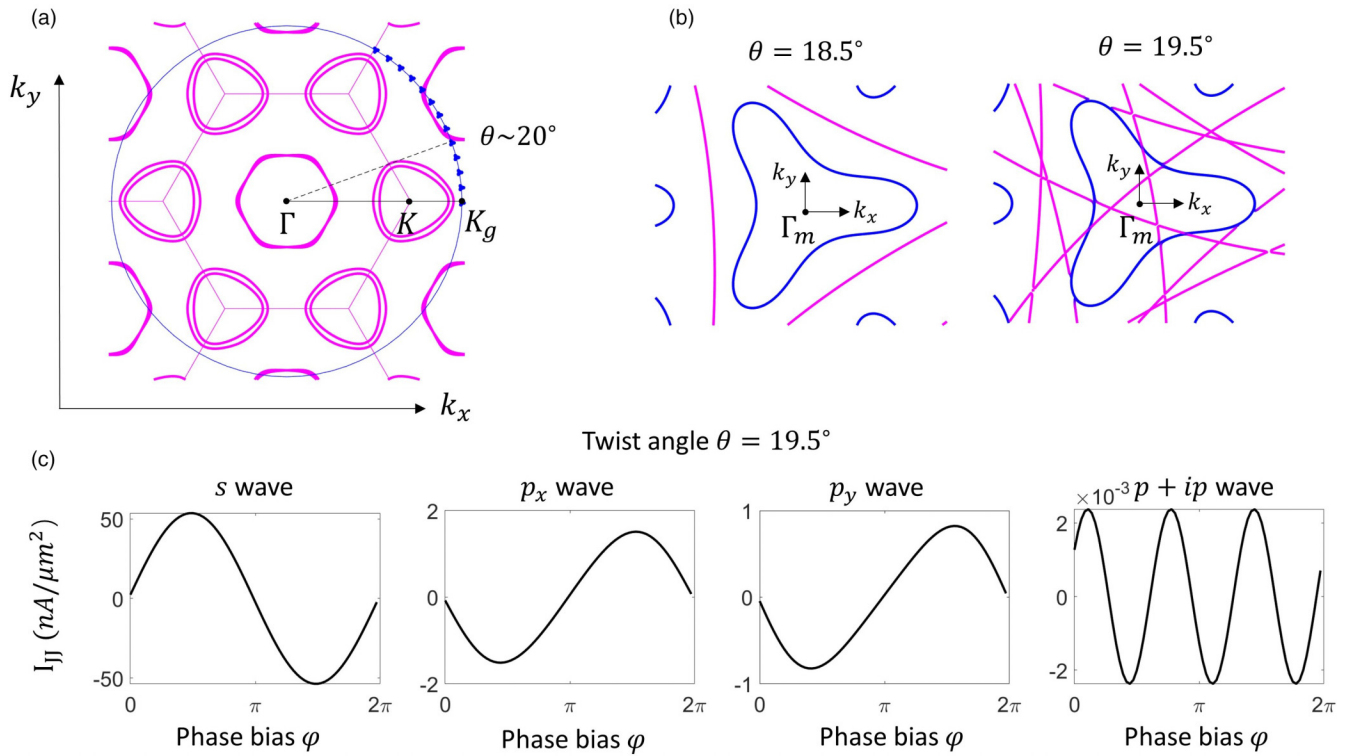 (a)
k_y
θ~20°
Γ
K
K_g
k_x
(b)
θ = 18.5°
θ = 19.5°
k_y
k_x
Γ_m
k_y
k_x
Γ_m
Twist angle θ = 19.5°
(c)
s wave
p_x wave
p_y wave
×10⁻³ p + ip wave
I_JJ (nA/μm²)
50
0
-50
0
π
2π
2
0
-2
0
π
2π
1
0
-1
0
π
2π
2
0
-2
0
π
2π
Phase bias φ
Phase bias φ
Phase bias φ
Phase bias φ